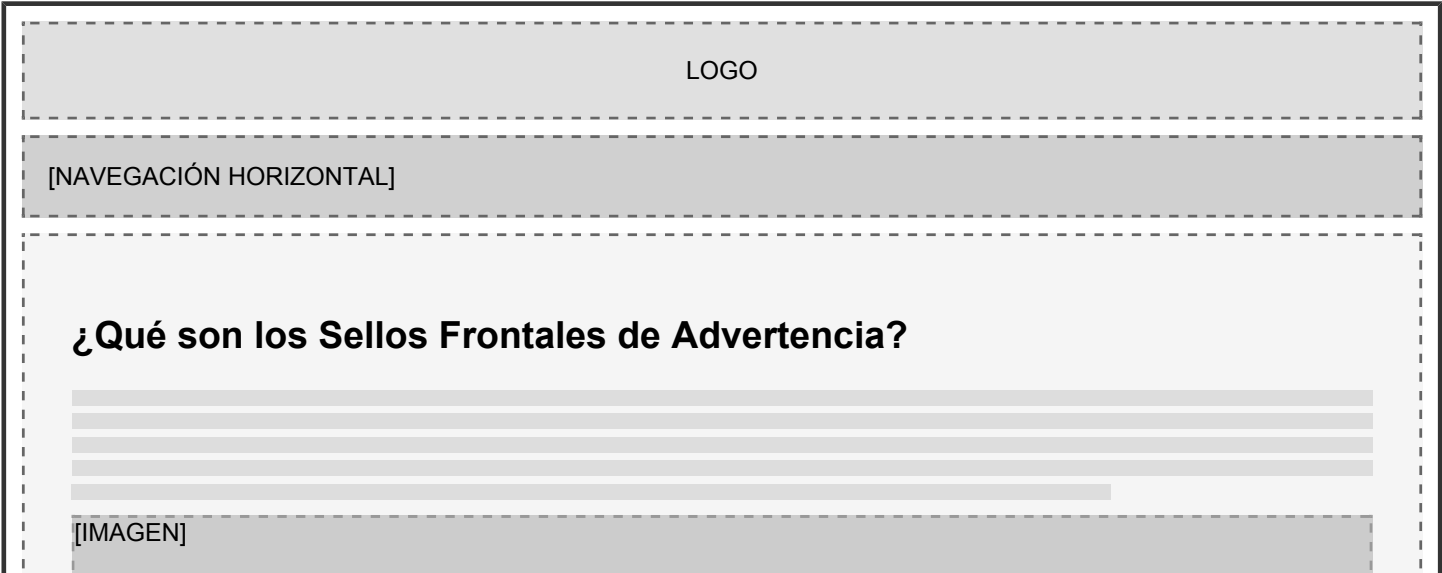 LOGO
[NAVEGACIÓN HORIZONTAL]
¿Qué son los Sellos Frontales de Advertencia?
[IMAGEN]